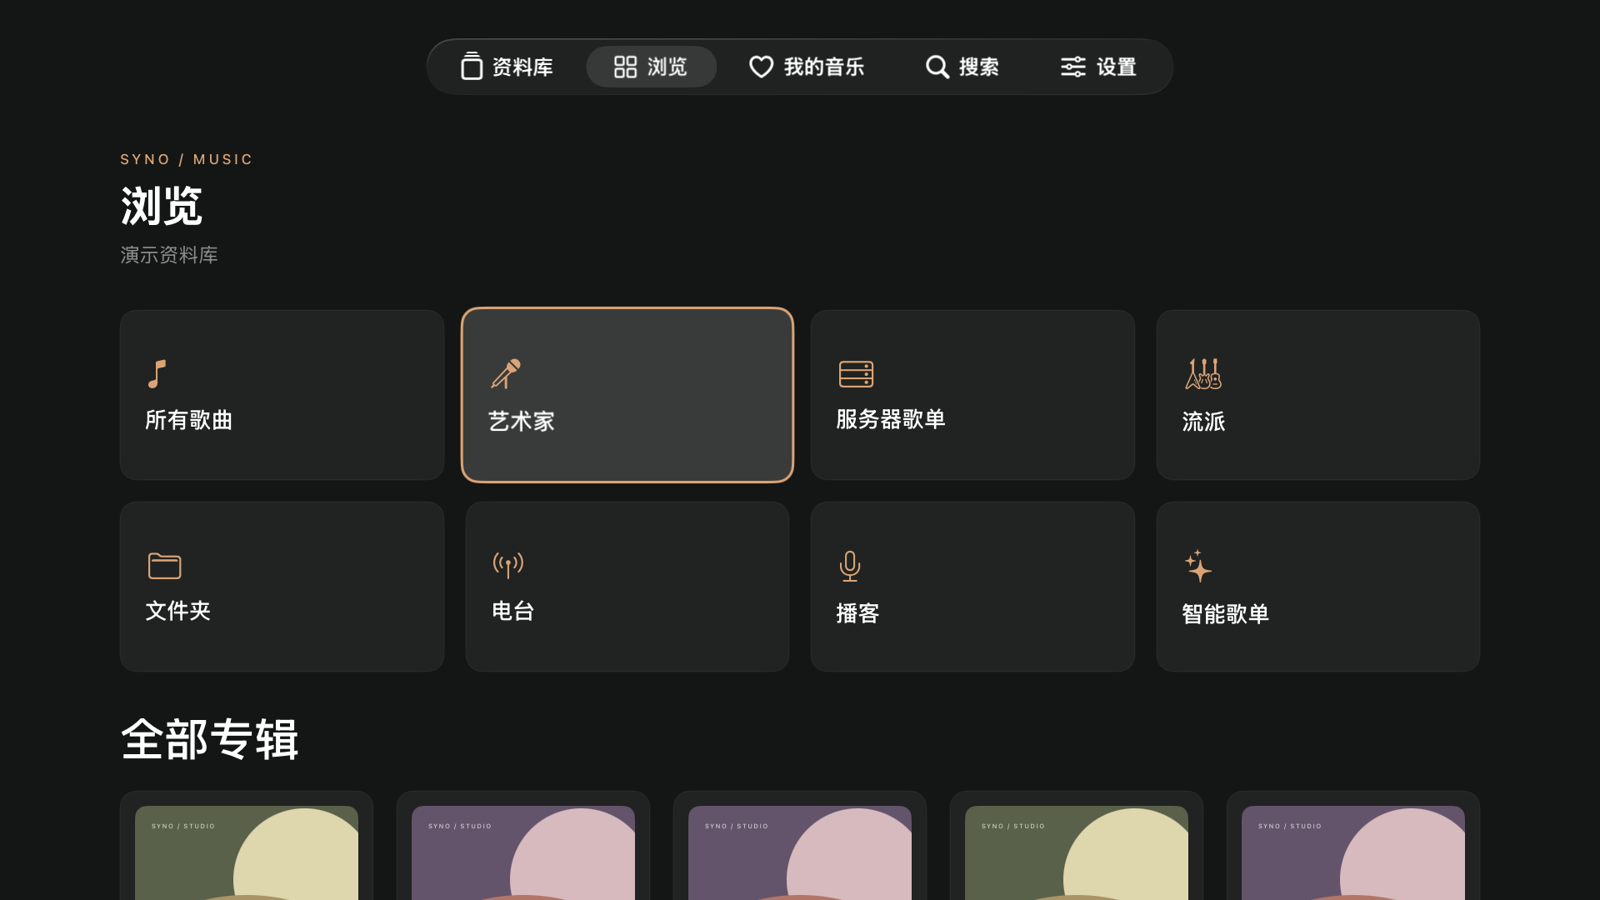 资料库
浏览
我的音乐
搜索
设置
SYNO / MUSIC
浏览
演示资料库
所有歌曲
艺术家
服务器歌单
流派
文件夹
电台
播客
智能歌单
全部专辑
SYNO / STUDIO
SYNO / STUDIO
SYNO / STUDIO
SYNO / STUDIO
SYNO / STUDIO